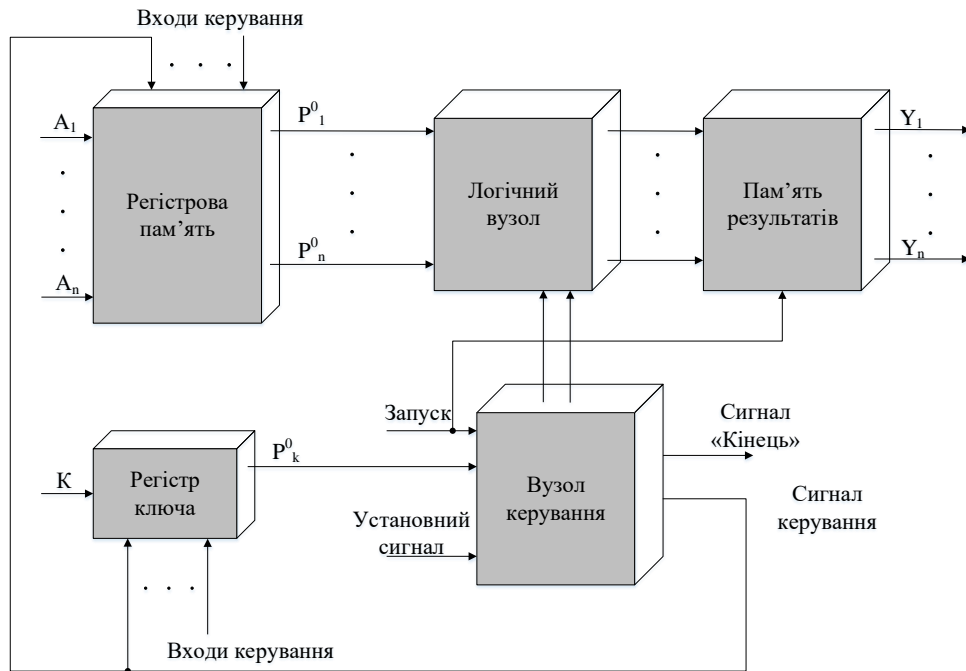 Входи керування
A1
An
P01
P0n
Регістрова
пам’ять
Логічний
вузол
Пам’ять
результатів
Y1
Yn
Запуск
P0k
К
Регістр
ключа
Установний
сигнал
Вузол
керування
Сигнал
«Кінець»
Сигнал
керування
Входи керування